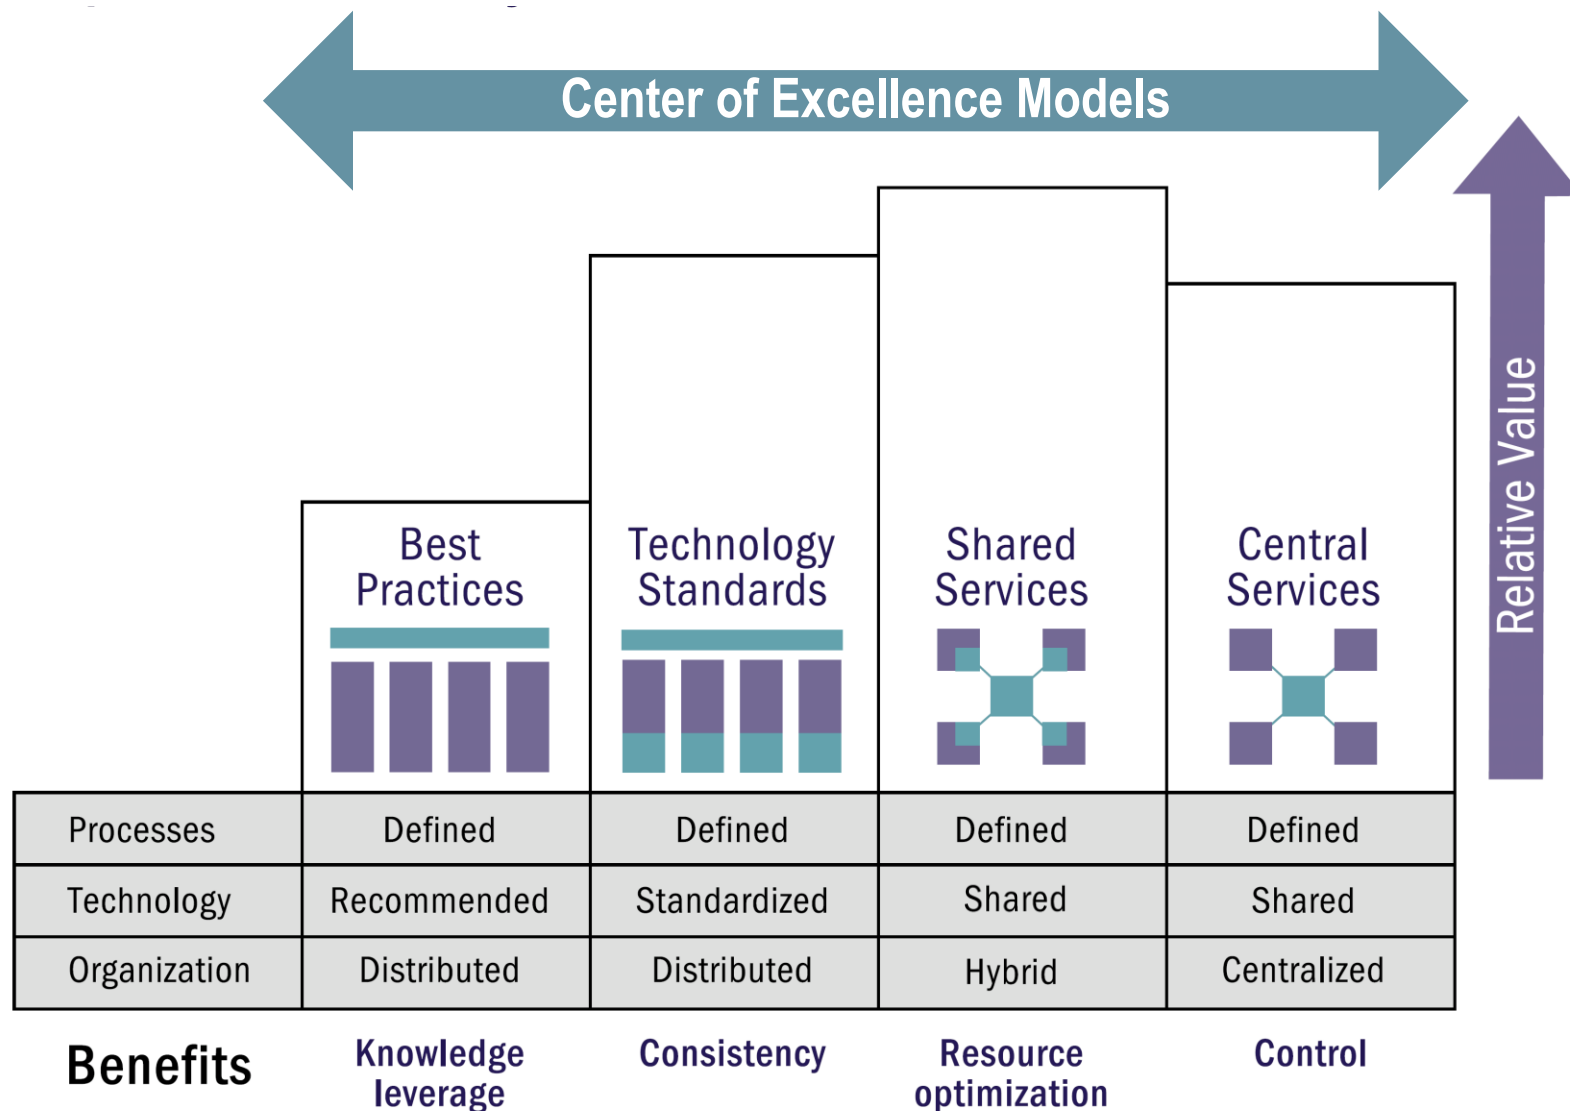 Center of Excellence Models
Relative Value
Best
Practices
Technology
Standards
Shared
Services
Central
Services
Processes Defined Defined Defined Defined
Technology Recommended Standardized Shared Shared
Organization Distributed Distributed Hybrid Centralized
Benefits
Knowledge
leverage
Consistency
Resource
optimization
Control